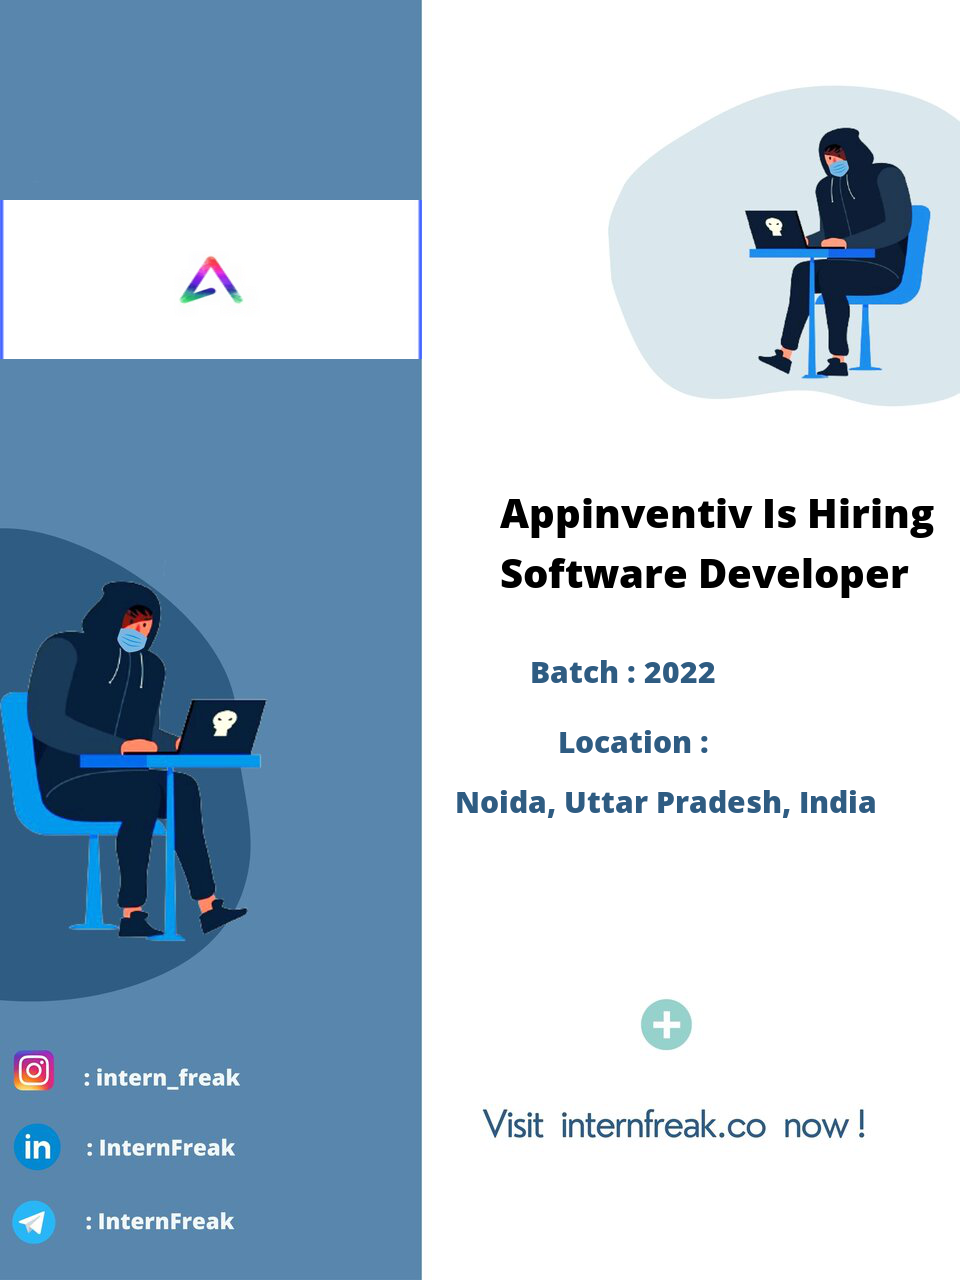 Appinventiv Is Hiring
Software Developer
Batch : 2022
Location :
Noida, Uttar Pradesh, India
: intern_freak
: InternFreak
: InternFreak
Visit internfreak.co now !